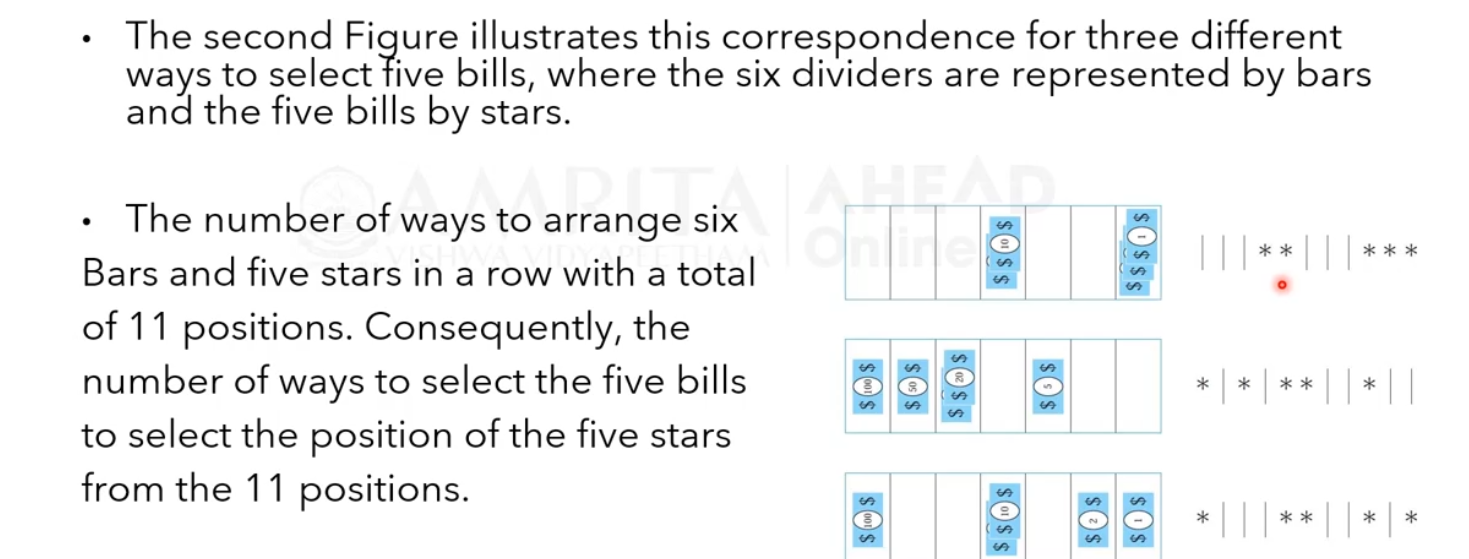 • The second Figure illustrates this correspondence for three different
ways to select five bills, where the six dividers are represented by bars
and the five bills by stars.
AMRITA AHEAD
VISHWA VIDYAPEETHAM Online
• The number of ways to arrange six
Bars and five stars in a row with a total
of 11 positions. Consequently, the
number of ways to select the five bills
to select the position of the five stars
from the 11 positions.
$ 10 $ $ $
$ 1 $ $ $ $
| | | * * | | | * * *
$ 100 $
$ 50 $
$ 20 $ $ $
$ 5 $
* | * | * * | | * | |
$ 100 $
$ 10 $ $ $
$ 2 $
$ 1 $
* | | | * * | | * | *